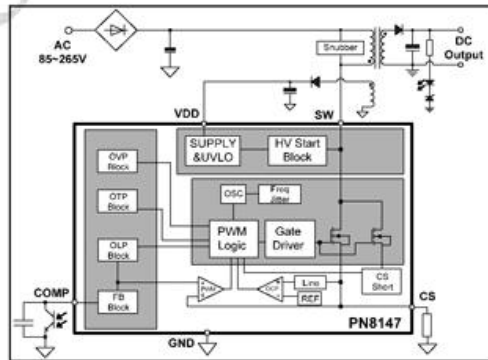 AC
85~265V
Snubber
DC
Output
VDD
SW
SUPPLY
&UVLO
HV Start
Block
OVP
Block
OTP
Block
OLP
Block
FB
Block
OSC
Freq
Jitter
PWM
Logic
Gate
Driver
CS
Short
PWM
OCP
Line
REF
COMP
CS
GND
PN8147